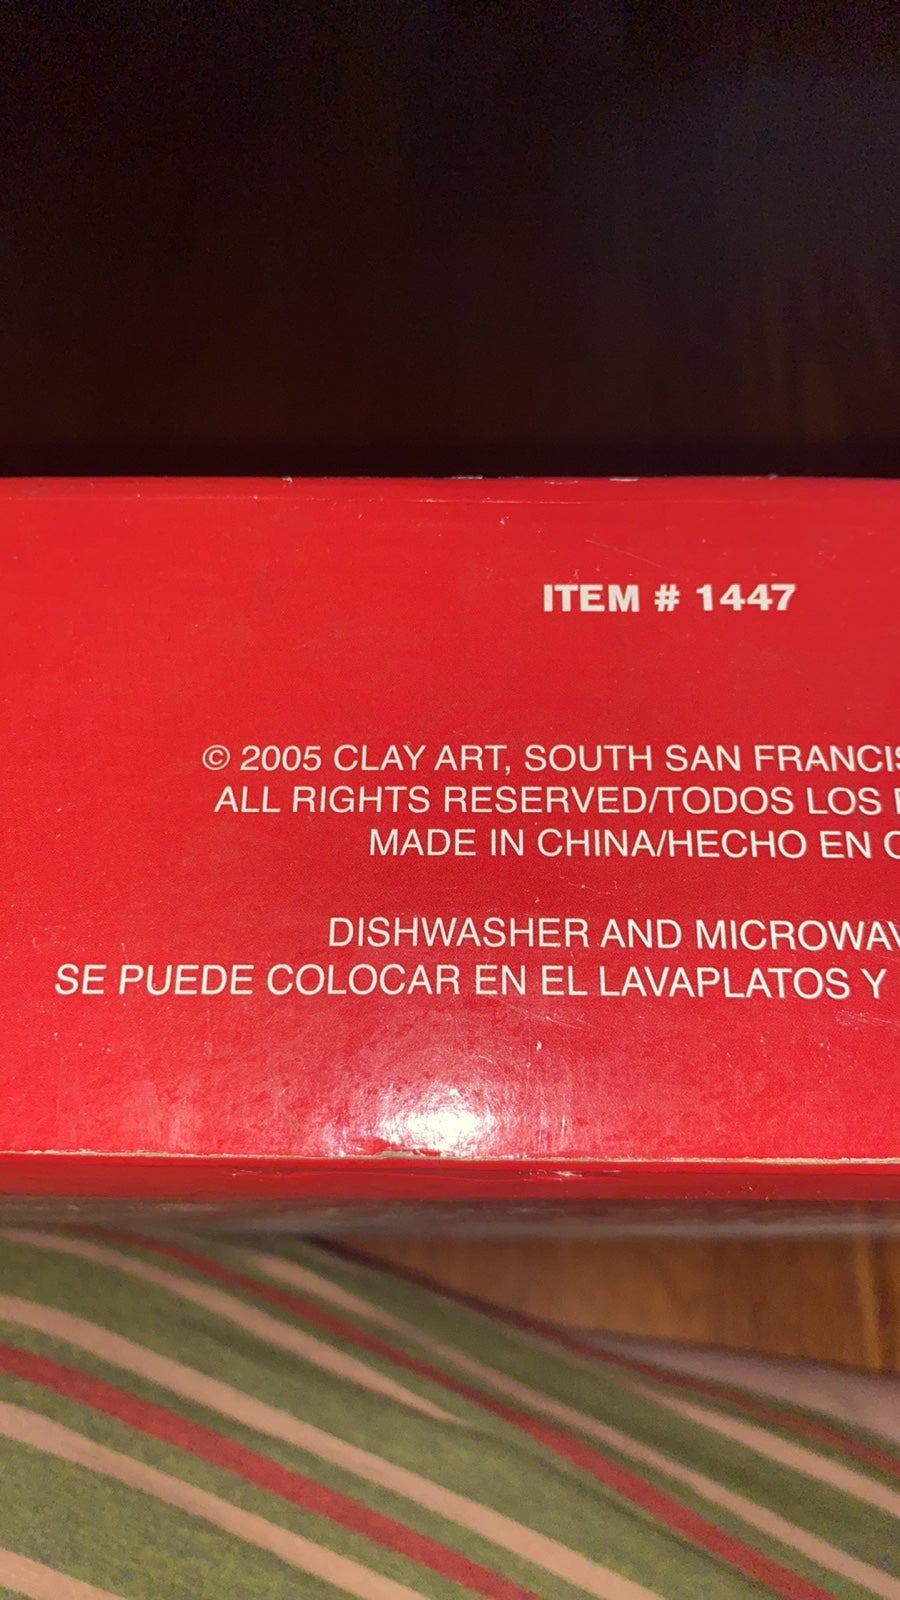 ITEM # 1447
© 2005 CLAY ART, SOUTH SAN
ALL RIGHTS RESERVED/TODOS LOS
MADE IN CHINA/HECHO EN
DISHWASHER AND
SE PUEDE COLOCAR EN EL LAVAPLATOS Y